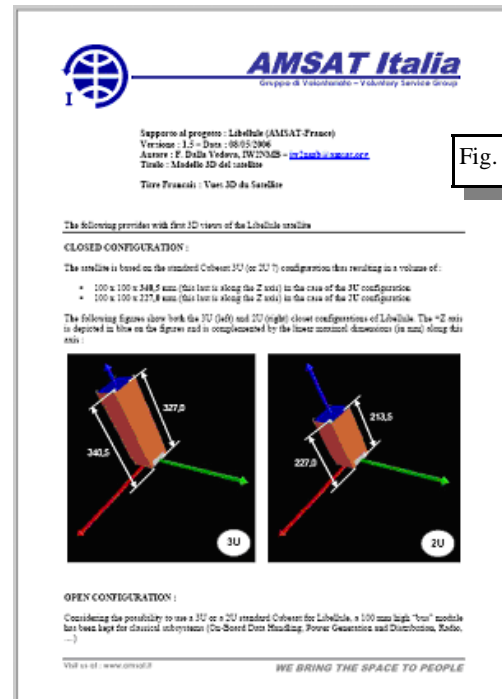 AMSAT Italia
Gruppo di Volontariato - Voluntary Service Group
I
Supporto al progetto : Libellule (AMSAT-France)
Versione : 1.5 – Data : 08/05/2006
Autore : F. Dalla Vedova, IW2NMB –
Titolo : Modello 3D del satellite
Titre Francais : Vues 3D du Satellite
Fig.
The following provides with first 3D views of the Libellule satellite
CLOSED CONFIGURATION :
The satellite is based on the standard Cubesat 3U (or 2U ?) configuration thus resulting in a volume of :
• 100 x 100 x 340,5 mm (this last is along the Z axis) in the case of the 3U configuration
• 100 x 100 x 227,0 mm (this last is along the Z axis) in the case of the 2U configuration
The following figures show both the 3U (left) and 2U (right) closet configurations of Libellule. The +Z axis
is depicted in blue on the figures and is complemented by the linear maximal dimensions (in mm) along this
axis :
327,0
340,5
3U
213,5
227,0
2U
OPEN CONFIGURATION :
Considering the possibility to use a 3U or a 2U standard Cubesat for Libellule, a 100 mm high "bus" module
has been kept for classical subsystems (On-Board Data Handling, Power Generation and Distribution, Radio,
…)
Visit us at : www.amsat.it
WE BRING THE SPACE TO PEOPLE